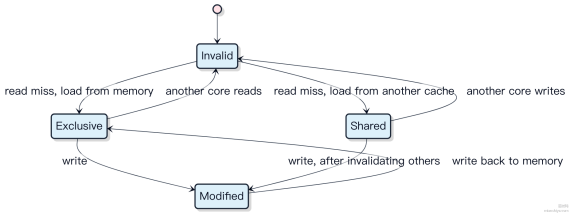 Invalid
read miss, load from memory
another core reads
read miss, load from another cache
another core writes
Exclusive
Shared
write
write, after invalidating others
write back to memory
Modified